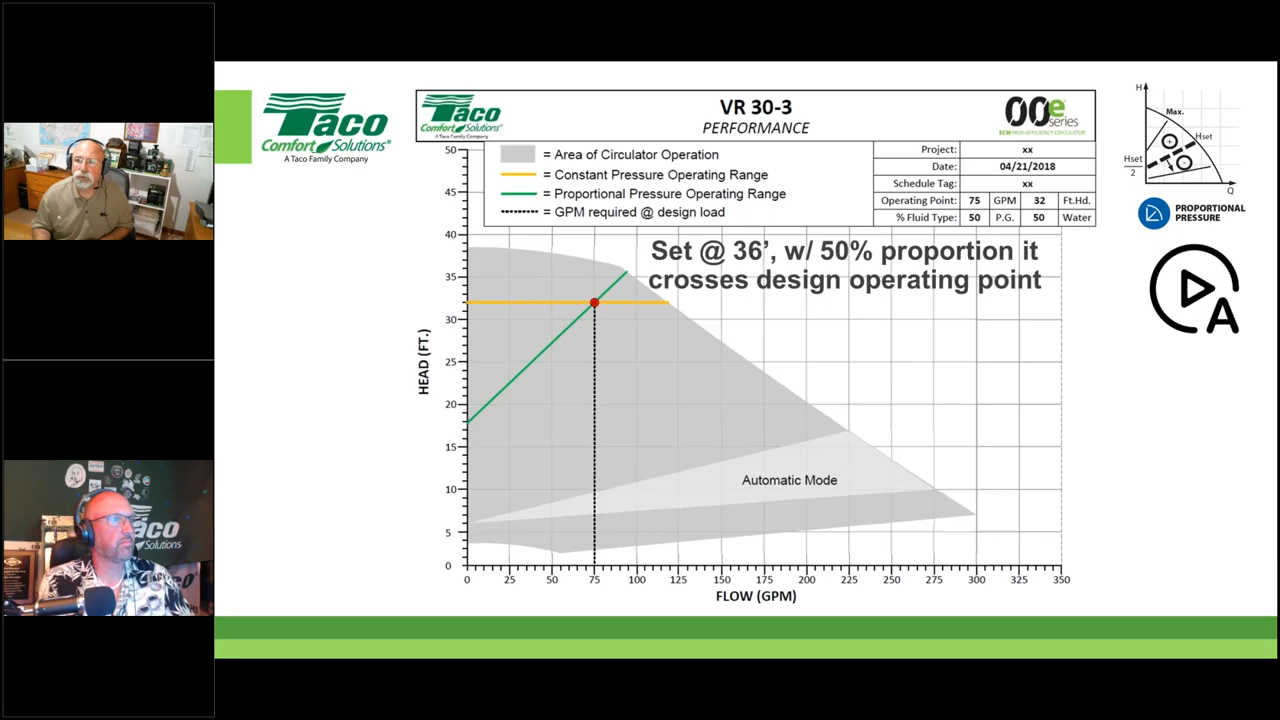 Taco
Comfort Solutions®
A Taco Family Company
Taco
Comfort Solutions®
A Taco Family Company
VR 30-3
PERFORMANCE
00e series
ECM HIGH-EFFICIENCY CIRCULATOR
= Area of Circulator Operation
= Constant Pressure Operating Range
= Proportional Pressure Operating Range
= GPM required @ design load
Project: xx
Date: 04/21/2018
Schedule Tag: xx
Operating Point: 75 GPM 32 Ft.Hd.
% Fluid Type: 50 P.G. 50 Water
Set @ 36’, w/ 50% proportion it
crosses design operating point
HEAD (FT.)
50
45
40
35
30
25
20
15
10
5
0
Automatic Mode
0 25 50 75 100 125 150 175 200 225 250 275 300 325 350
FLOW (GPM)
H
Max.
Hset
Hset
2
Q
PROPORTIONAL
PRESSURE
A
Taco
Solutions